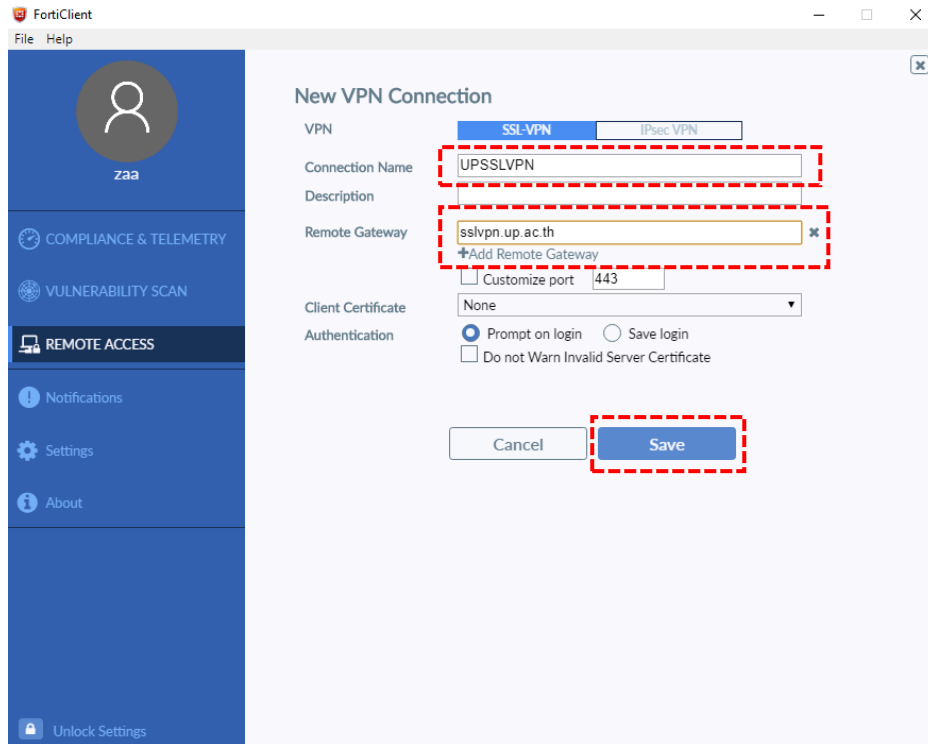 FortiClient
File Help
zaa
COMPLIANCE & TELEMETRY
VULNERABILITY SCAN
REMOTE ACCESS
Notifications
Settings
About
Unlock Settings
New VPN Connection
VPN SSL-VPN IPsec VPN
Connection Name UPSSLVPN
Description
Remote Gateway sslvpn.up.ac.th
+Add Remote Gateway
Customize port 443
Client Certificate None
Authentication Prompt on login Save login
Do not Warn Invalid Server Certificate
Cancel Save